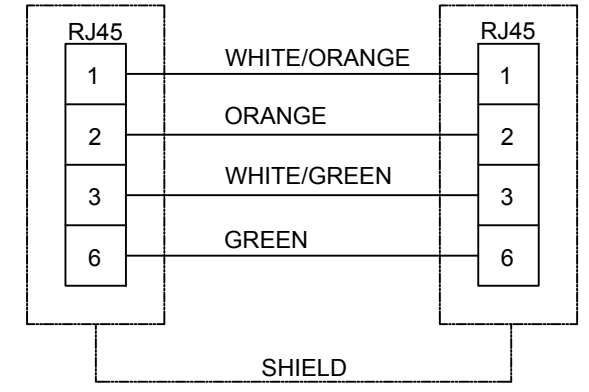 RJ45 RJ45
1 WHITE/ORANGE 1
2 ORANGE 2
3 WHITE/GREEN 3
6 GREEN 6
SHIELD